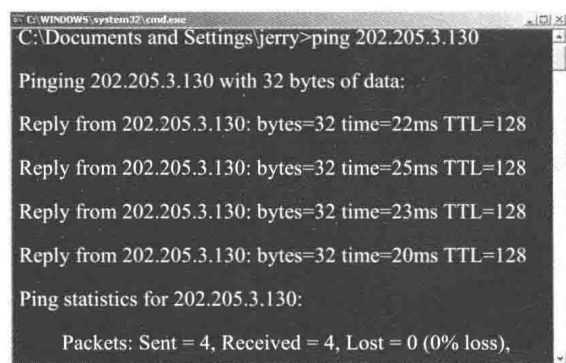 C:\WINDOWS\system32\cmd.exe
C:\Documents and Settings\jerry>ping 202.205.3.130
Pinging 202.205.3.130 with 32 bytes of data:
Reply from 202.205.3.130: bytes=32 time=22ms TTL=128
Reply from 202.205.3.130: bytes=32 time=25ms TTL=128
Reply from 202.205.3.130: bytes=32 time=23ms TTL=128
Reply from 202.205.3.130: bytes=32 time=20ms TTL=128
Ping statistics for 202.205.3.130:
Packets: Sent = 4, Received = 4, Lost = 0 (0% loss),